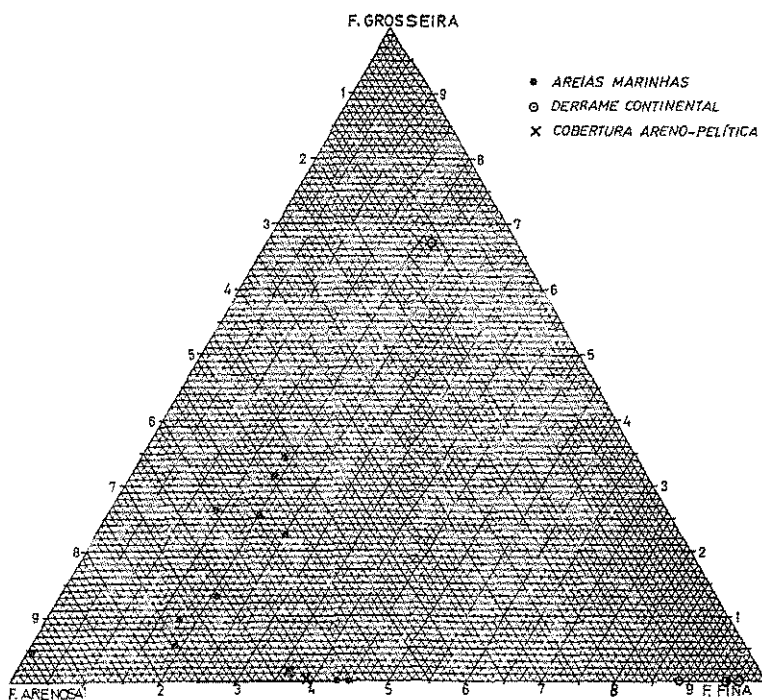 F. GROSSEIRA
• AREIAS MARINHAS
⊙ DERRAME CONTINENTAL
× COBERTURA ARENO-PELÍTICA
1 9
2 8
3 7
4 6
5 5
6 4
7 3
8 2
9 1
F. ARENOSA 1 2 3 4 5 6 7 8 9 F. FINA